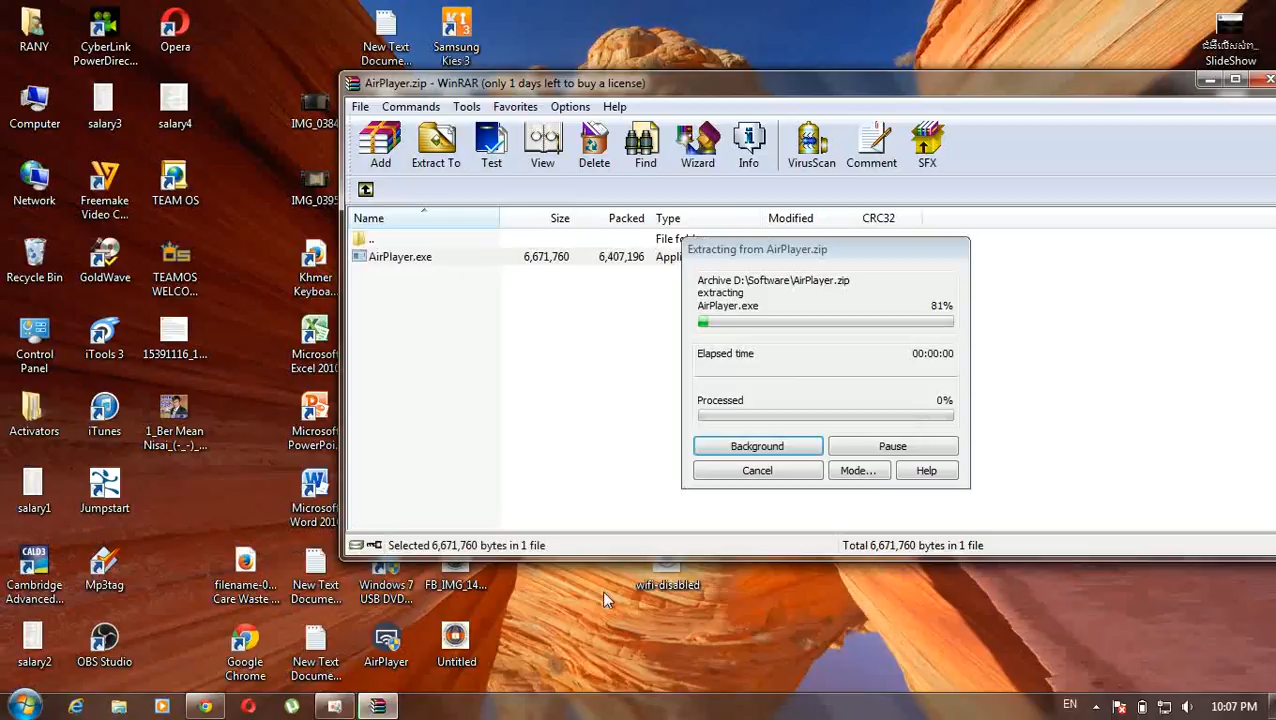 RANY
CyberLink
PowerDirec...
Opera
New Text
Docume...
Samsung
Kies 3
SlideShow
Computer
salary3
salary4
IMG_0384
Network
Freemake
Video C...
TEAM OS
IMG_0395
Recycle Bin
GoldWave
TEAMOS
WELCO...
Khmer
Keyboa...
Control
Panel
iTools 3
15391116_1...
Microsoft
Excel 2010
Activators
iTunes
1_Ber Mean
Nisai_(-_-)_...
Microsoft
PowerPoi...
salary1
Jumpstart
Microsoft
Word 2010
CALD3
Cambridge
Advanced...
Mp3tag
filename-0...
Care Waste ...
New Text
Docume...
Windows 7
USB DVD...
FB_IMG_14...
wifi-disabled
salary2
OBS Studio
Google
Chrome
New Text
Docume...
AirPlayer
Untitled
AirPlayer.zip - WinRAR (only 1 days left to buy a license)
File Commands Tools Favorites Options Help
Add Extract To Test View Delete Find Wizard Info VirusScan Comment SFX
Name Size Packed Type Modified CRC32
.. File fo
AirPlayer.exe 6,671,760 6,407,196 Appli
Extracting from AirPlayer.zip
Archive D:\Software\AirPlayer.zip
extracting
AirPlayer.exe 81%
Elapsed time 00:00:00
Processed 0%
Background Pause
Cancel Mode... Help
Selected 6,671,760 bytes in 1 file Total 6,671,760 bytes in 1 file
EN 10:07 PM